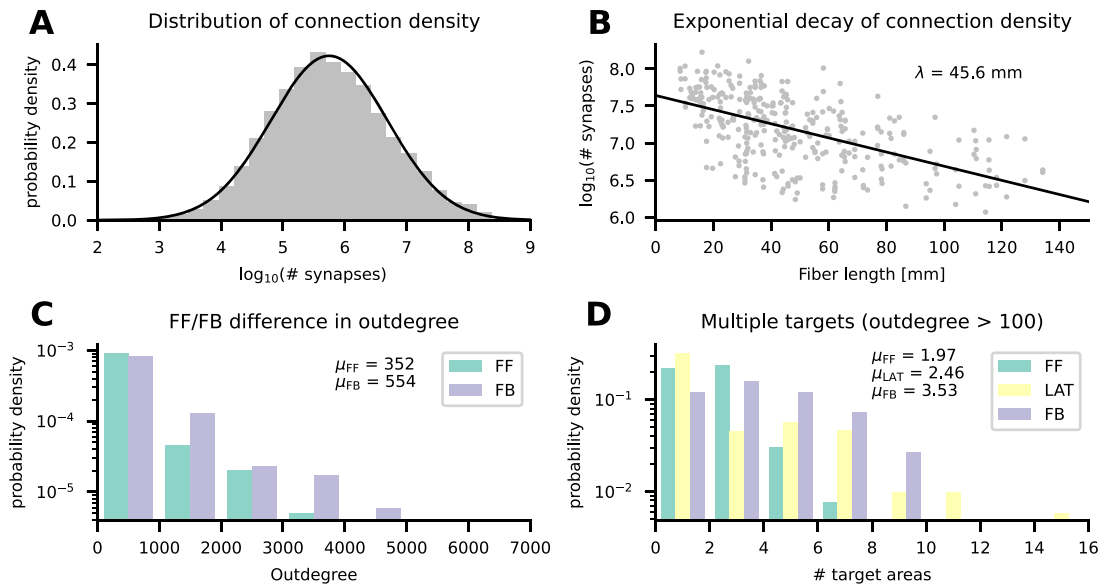 A
Distribution of connection density
probability density
0.4
0.3
0.2
0.1
0.0
2 3 4 5 6 7 8 9
log₁₀(# synapses)
B
Exponential decay of connection density
log₁₀(# synapses)
λ = 45.6 mm
8.0
7.5
7.0
6.5
6.0
0 20 40 60 80 100 120 140
Fiber length [mm]
C
FF/FB difference in outdegree
probability density
10⁻³
10⁻⁴
10⁻⁵
μFF = 352
μFB = 554
FF
FB
0 1000 2000 3000 4000 5000 6000 7000
Outdegree
D
Multiple targets (outdegree > 100)
probability density
10⁻¹
10⁻²
μFF = 1.97
μLAT = 2.46
μFB = 3.53
FF
LAT
FB
0 2 4 6 8 10 12 14 16
# target areas